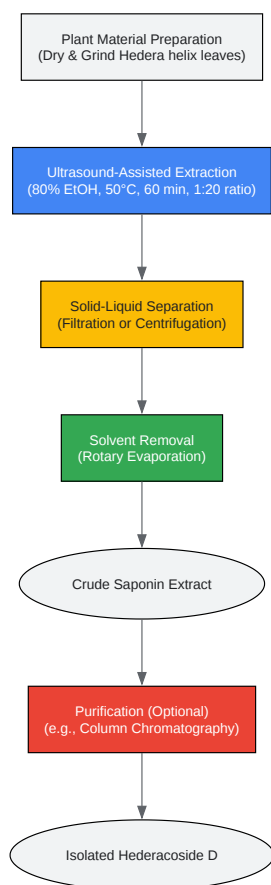 Plant Material Preparation
(Dry & Grind Hedera helix leaves)
Ultrasound-Assisted Extraction
(80% EtOH, 50°C, 60 min, 1:20 ratio)
Solid-Liquid Separation
(Filtration or Centrifugation)
Solvent Removal
(Rotary Evaporation)
Crude Saponin Extract
Purification (Optional)
(e.g., Column Chromatography)
Isolated Hederacoside D